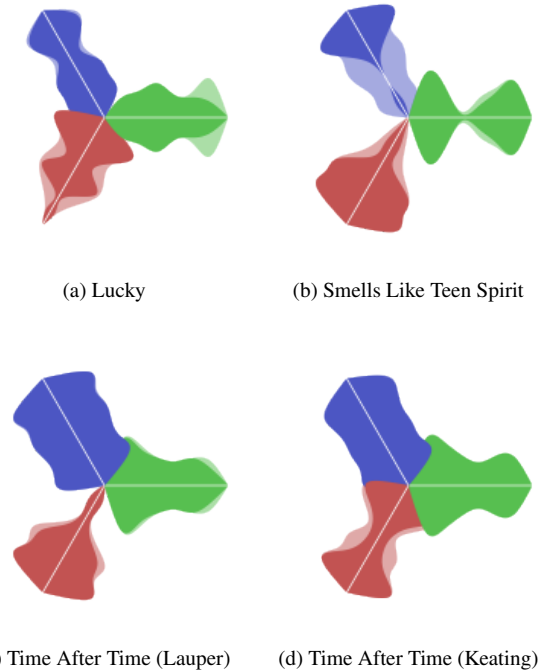 (a) Lucky
(b) Smells Like Teen Spirit
) Time After Time (Lauper)
(d) Time After Time (Keating)